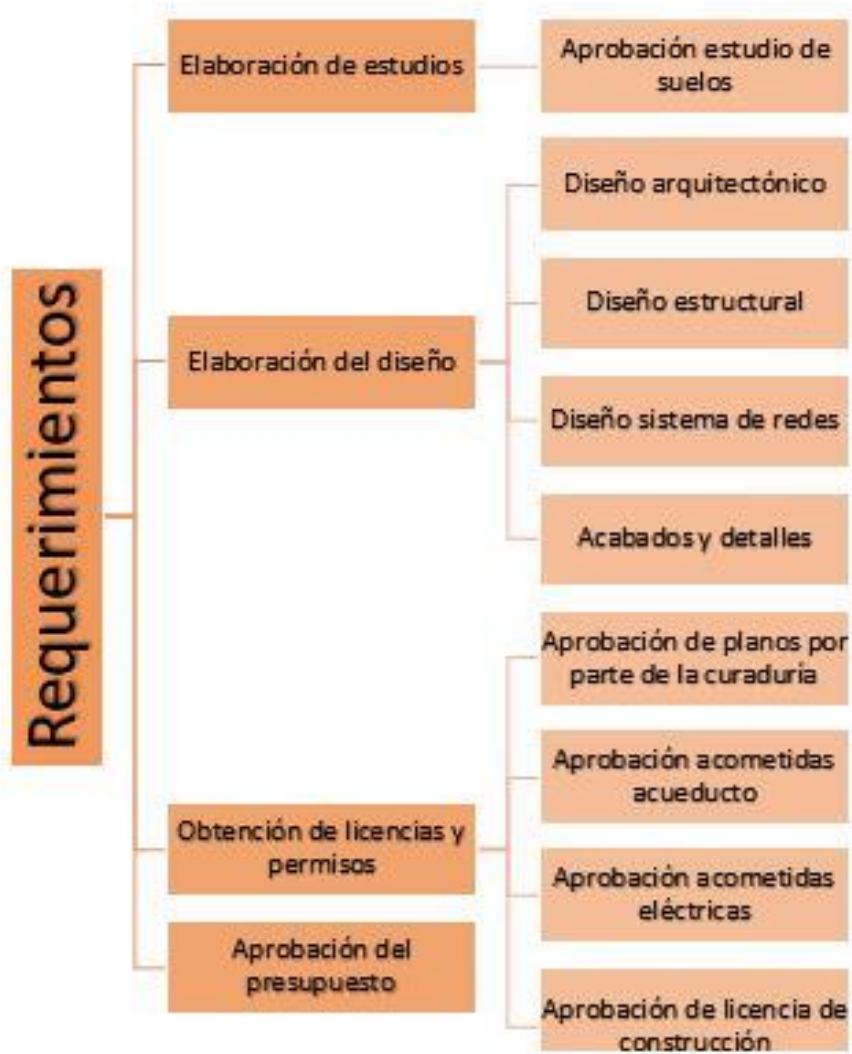 Requerimientos
Elaboración de estudios
Aprobación estudio de
suelos
Elaboración del diseño
Diseño arquitectónico
Diseño estructural
Diseño sistema de redes
Acabados y detalles
Obtención de licencias y
permisos
Aprobación de planos por
parte de la curaduría
Aprobación acometidas
acueducto
Aprobación acometidas
eléctricas
Aprobación de licencia de
construcción
Aprobación del
presupuesto